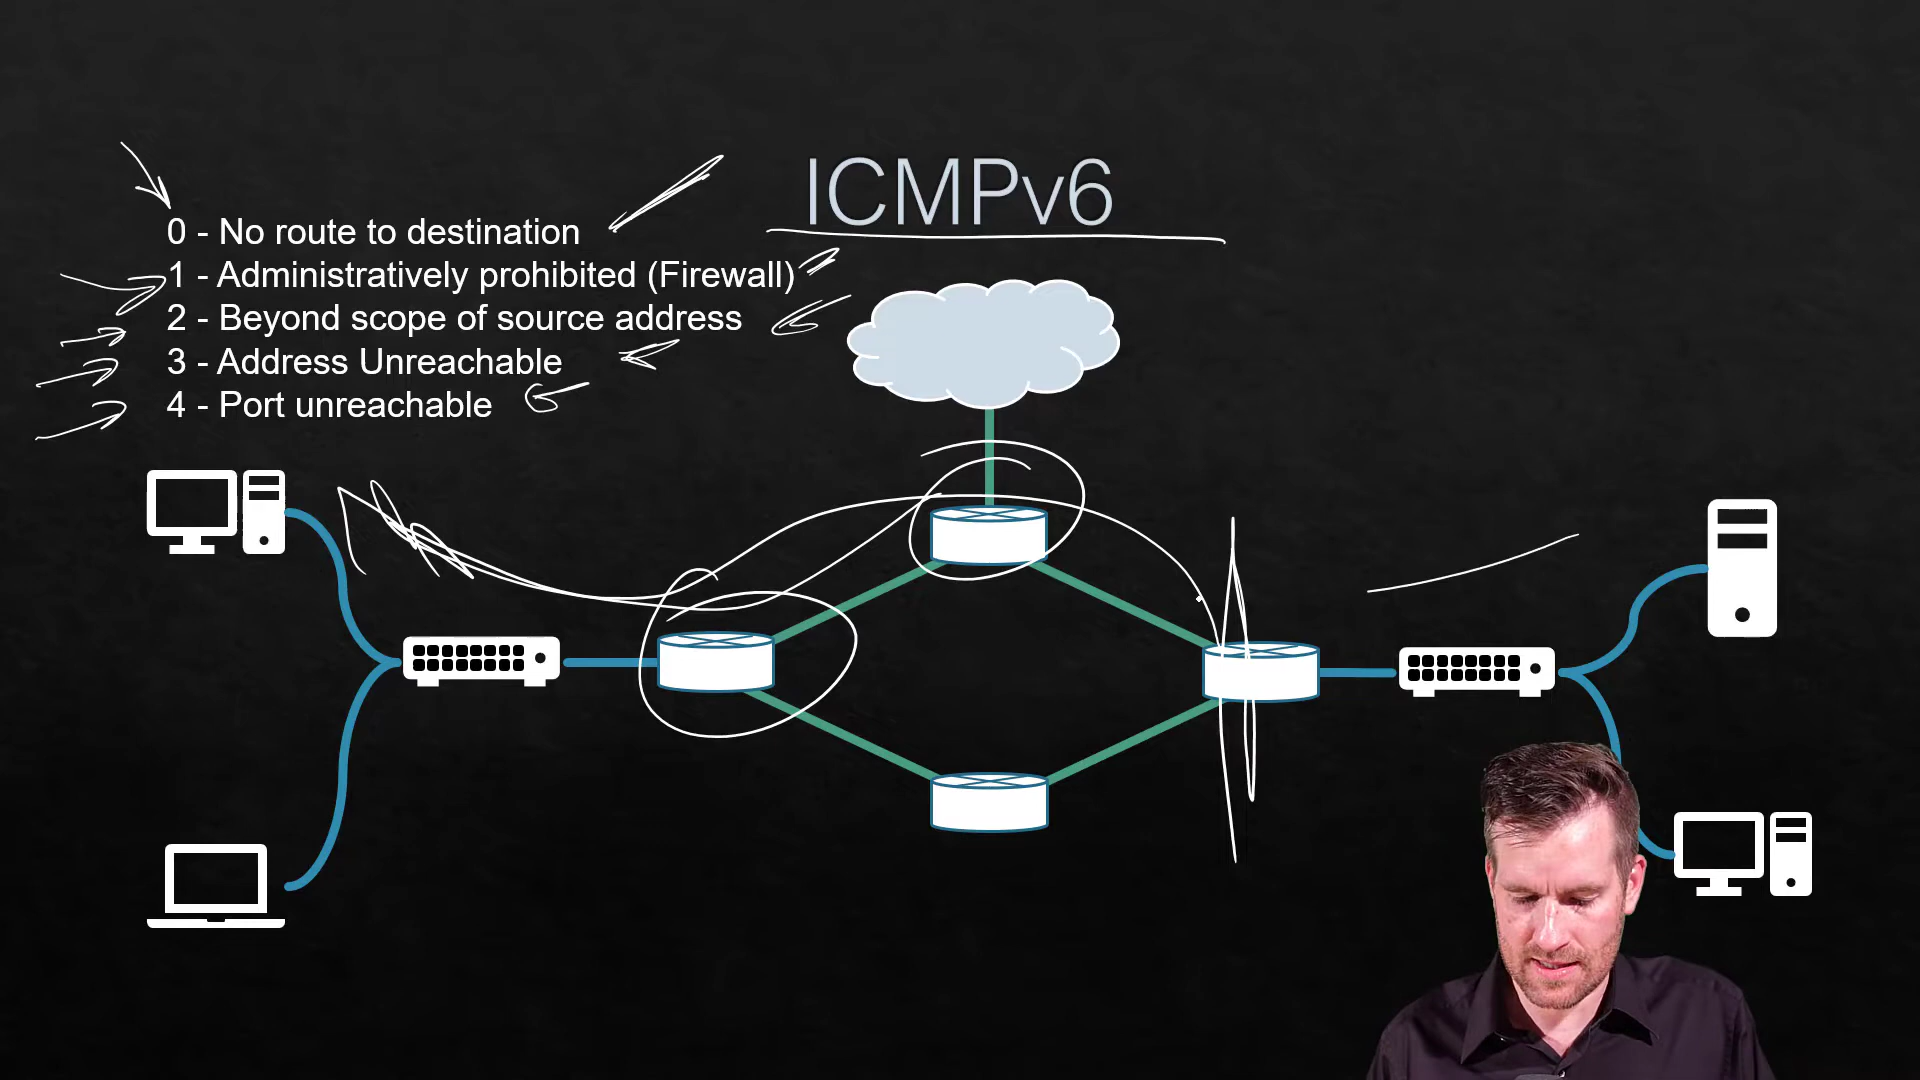 ICMPv6
0 - No route to destination
1 - Administratively prohibited (Firewall)
2 - Beyond scope of source address
3 - Address Unreachable
4 - Port unreachable